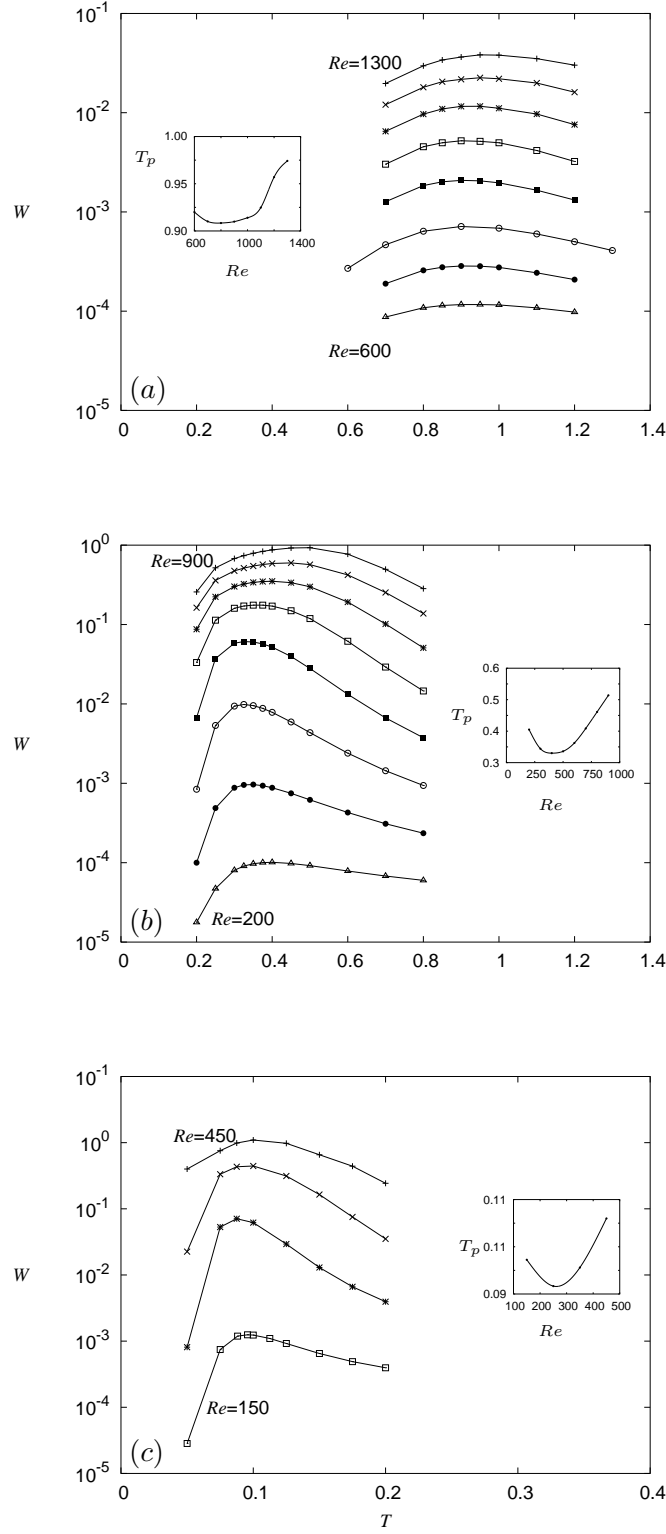 10^-1
Re=1300
10^-2
1.00
T_p
0.95
W
10^-3
0.90
600 1000 1400
Re
10^-4
Re=600
(a)
10^-5
0 0.2 0.4 0.6 0.8 1.0 1.2 1.4
10^0
Re=900
10^-1
0.6
10^-2
0.5
T_p
W
0.4
0.3
10^-3
0 250 500 750 1000
Re
10^-4
(b)
Re=200
10^-5
0 0.2 0.4 0.6 0.8 1.0 1.2 1.4
10^-1
Re=450
10^0
10^-1
0.11
T_p
0.11
W
10^-2
0.09
100 200 300 400 500
Re
10^-3
Re=150
10^-4
(c)
10^-5
0 0.1 0.2 0.3 0.4
T